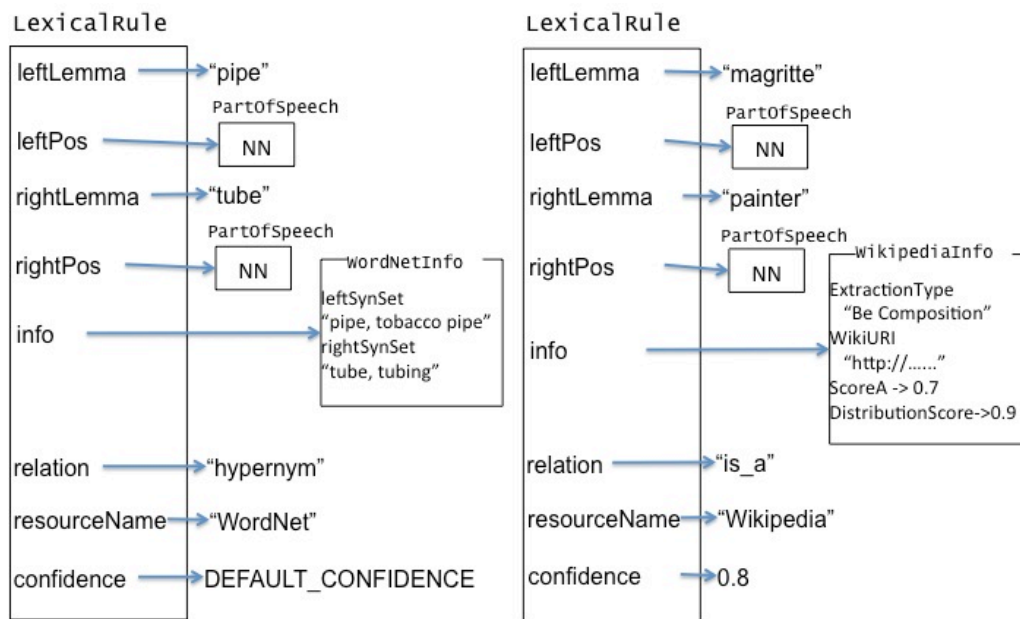 LexicalRule
leftLemma “pipe”
PartOfSpeech
leftPos NN
rightLemma “tube”
PartOfSpeech
rightPos NN
WordNetInfo
leftSynSet
“pipe, tobacco pipe”
info
rightSynSet
“tube, tubing”
relation “hypernym”
resourceName “WordNet”
confidence DEFAULT_CONFIDENCE
LexicalRule
leftLemma “magritte”
PartOfSpeech
leftPos NN
rightLemma “painter”
PartOfSpeech
rightPos NN
WikipediaInfo
ExtractionType
“Be Composition”
WikiURI
info
“http://......”
ScoreA -> 0.7
DistributionScore->0.9
relation “is_a”
resourceName “Wikipedia”
confidence 0.8